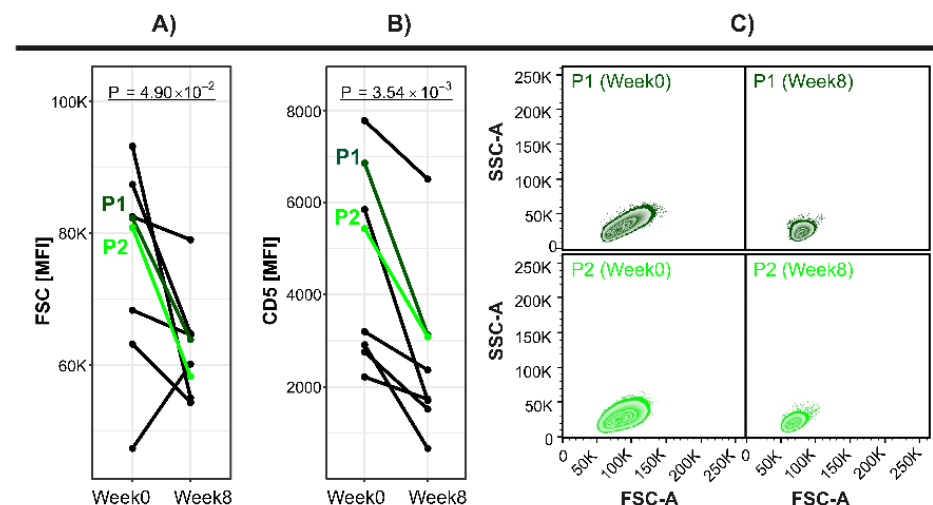 A)
B)
C)
P = 4.90×10⁻²
100K
80K
60K
FSC [MFI]
P1
P2
Week0 Week8
P = 3.54×10⁻³
8000
6000
4000
2000
CD5 [MFI]
P1
P2
Week0 Week8
P1 (Week0)
P1 (Week8)
250K
200K
150K
100K
50K
0
SSC-A
P2 (Week0)
P2 (Week8)
250K
200K
150K
100K
50K
0
SSC-A
0 50K 100K 150K 200K 250K
0 50K 100K 150K 200K 250K
FSC-A
FSC-A